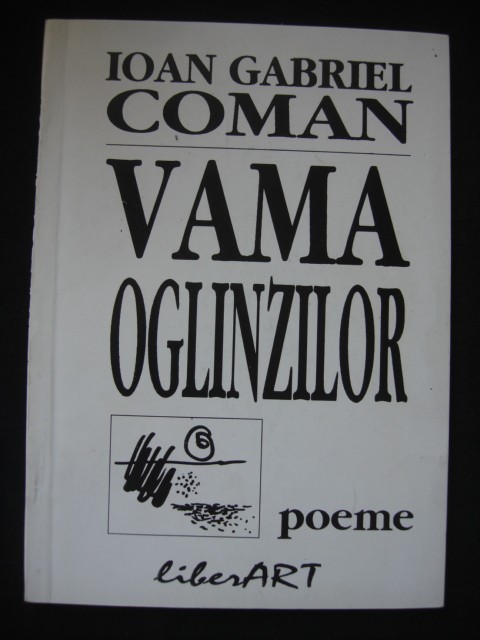 IOAN GABRIEL
COMAN
VAMA
OGLINZILOR
poeme
liberART